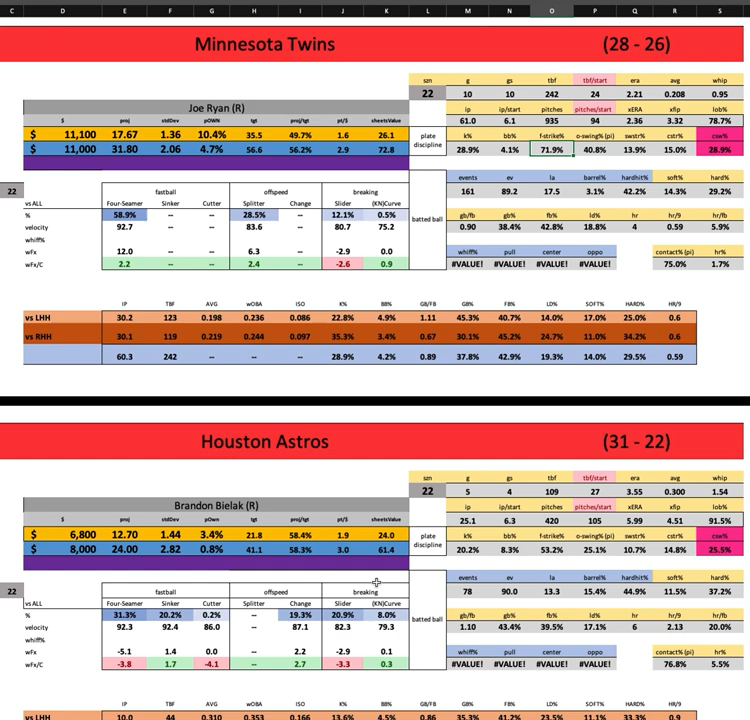 C D E F G H I J K L M N O P Q R S
Minnesota Twins (28 - 26)
szn g gs tbf tbf/start era avg whip
22 10 10 242 24 2.21 0.208 0.95
Joe Ryan (R) ip ip/start pitches pitches/start xERA xfip lob%
$ proj stdDev pOWN tgt proj/tgt pt/$ sheetsValue 61.0 6.1 935 94 2.36 3.32 78.7%
$ 11,100 17.67 1.36 10.4% 35.5 49.7% 1.6 26.1 plate discipline k% bb% f-strike% o-swing% (pi) swstr% cstr% csw%
$ 11,000 31.80 2.06 4.7% 56.6 56.2% 2.9 72.8 28.9% 4.1% 71.9% 40.8% 13.9% 15.0% 28.9%
events ev la barrel% hardhit% soft% hard%
22 fastball offspeed breaking 161 89.2 17.5 3.1% 42.2% 14.3% 29.2%
vs ALL Four-Seamer Sinker Cutter Splitter Change Slider (KN)Curve
% 58.9% -- -- 28.5% -- 12.1% 0.5% batted ball gb/fb gb% fb% ld% hr hr/9 hr/fb
velocity 92.7 -- -- 83.6 -- 80.7 75.2 0.90 38.4% 42.8% 18.8% 4 0.59 5.9%
whiff%
wFx 12.0 6.3 -2.9 0.0 whiff% pull center oppo contact% (pi) hr%
wFx/C 2.2 -- -- 2.4 -- -2.6 0.9 #VALUE! #VALUE! #VALUE! #VALUE! 75.0% 1.7%
IP TBF AVG wOBA ISO K% BB% GB/FB GB% FB% LD% SOFT% HARD% HR/9
vs LHH 30.2 123 0.198 0.236 0.086 22.8% 4.9% 1.11 45.3% 40.7% 14.0% 17.0% 25.0% 0.6
vs RHH 30.1 119 0.219 0.244 0.097 35.3% 3.4% 0.67 30.1% 45.2% 24.7% 11.0% 34.2% 0.6
60.3 242 -- -- -- 28.9% 4.2% 0.89 37.8% 42.9% 19.3% 14.0% 29.5% 0.59
Houston Astros (31 - 22)
szn g gs tbf tbf/start era avg whip
22 5 4 109 27 3.55 0.300 1.54
Brandon Bielak (R) ip ip/start pitches pitches/start xERA xfip lob%
$ proj stdDev pOwn tgt proj/tgt pt/$ sheetsValue 25.1 6.3 420 105 5.99 4.51 91.5%
$ 6,800 12.70 1.44 3.4% 21.8 58.4% 1.9 24.0 plate discipline k% bb% f-strike% o-swing% (pi) swstr% cstr% csw%
$ 8,000 24.00 2.82 0.8% 41.1 58.3% 3.0 61.4 20.2% 8.3% 53.2% 25.1% 10.7% 14.8% 25.5%
events ev la barrel% hardhit% soft% hard%
22 fastball offspeed breaking 78 90.0 13.3 15.4% 44.9% 11.5% 37.2%
vs ALL Four-Seamer Sinker Cutter Splitter Change Slider (KN)Curve
% 31.3% 20.2% 0.2% -- 19.3% 20.9% 8.0% batted ball gb/fb gb% fb% ld% hr hr/9 hr/fb
velocity 92.3 92.4 86.0 -- 87.1 82.3 79.3 1.10 43.4% 39.5% 17.1% 6 2.13 20.0%
whiff%
wFx -5.1 1.4 0.0 2.2 -2.9 0.1 whiff% pull center oppo contact% (pi) hr%
wFx/C -3.8 1.7 -4.1 -- 2.7 -3.3 0.3 #VALUE! #VALUE! #VALUE! #VALUE! 76.8% 5.5%
IP TBF AVG wOBA ISO K% BB% GB/FB GB% FB% LD% SOFT% HARD% HR/9
vs LHH 10.0 44 0.310 0.353 0.166 13.6% 4.5% 0.86 35.3% 41.2% 23.5% 11.1% 33.3% 0.9